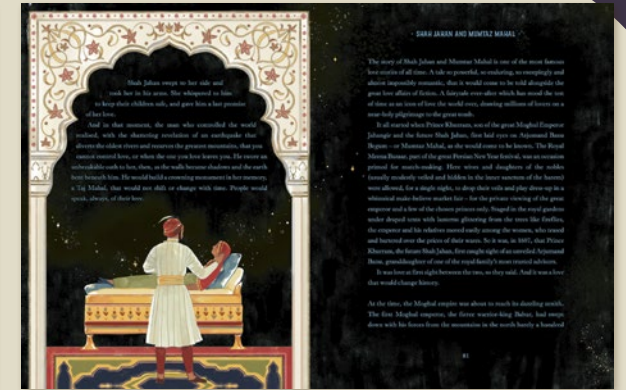 Shah Jahan swept to her side and
took her in his arms. She whispered to him
to keep their children safe, and gave him a last promise
of her love.
And in that moment, the man who controlled the world
realised, with the shattering revelation of an earthquake that
diverts the oldest rivers and recurves the greatest mountains, that you
cannot control love, or when the one you love leaves you. He swore an
unbreakable oath to her, then, as the walls became shadows and the earth
bent beneath him. He would build a crowning monument in her memory,
a Taj Mahal, that would not shift or change with time. People would
speak, always, of their love.
SHAH JAHAN AND MUMTAZ MAHAL
The story of Shah Jahan and Mumtaz Mahal is one of the most famous
love stories of all time. A tale so powerful, so enduring, so sweepingly and
almost impossibly romantic, that it would come to be told alongside the
great love affairs of fiction. A fairytale ever-after which has stood the test
of time as an icon of love the world over, drawing millions of lovers on a
near-holy pilgrimage to the great tomb.
It all started when Prince Khurram, son of the great Moghul Emperor
Jahangir and the future Shah Jahan, first laid eyes on Arjumand Banu
Begum – or Mumtaz Mahal, as she would come to be known. The Royal
Meena Bazaar, part of the great Persian New Year festival, was an occasion
primed for match-making. Here wives and daughters of the nobles
(usually modestly veiled and hidden in the inner sanctum of the harem)
were allowed, for a single night, to drop their veils and play dress-up in a
whimsical make-believe market fair – for the private viewing of the great
emperor and a few of the chosen princes only. Staged in the royal gardens
under draped tents with lanterns glittering from the trees like fireflies,
the emperor and his relatives moved easily among the women, who teased
and bartered over the prices of their wares. So it was, in 1607, that Prince
Khurram, the future Shah Jahan, first caught sight of an unveiled Arjumand
Banu, granddaughter of one of the royal family's most trusted advisors.
It was love at first sight between the two, so they said. And it was a love
that would change history.
At the time, the Moghul empire was about to reach its dazzling zenith.
The first Moghul emperor, the fierce warrior-king Babur, had swept
down with his forces from the mountains in the north barely a hundred